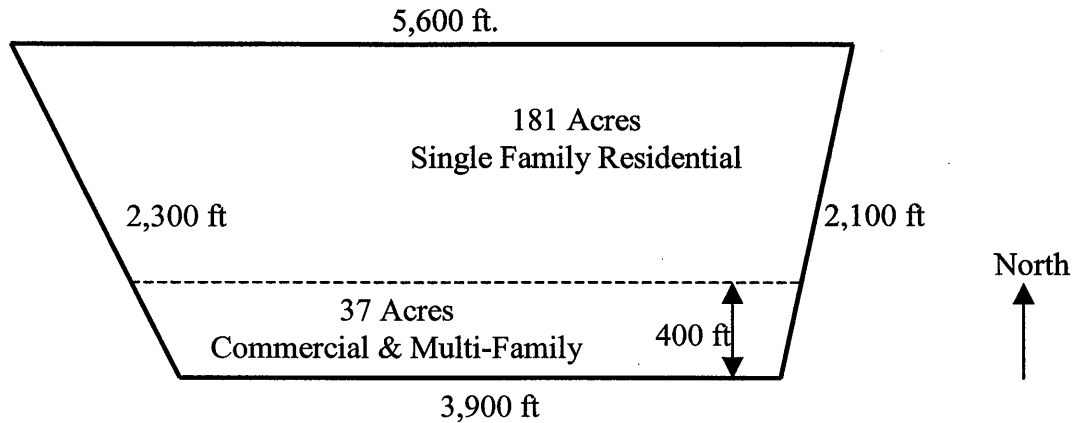 5,600 ft.
181 Acres
Single Family Residential
2,300 ft
2,100 ft
North
37 Acres
Commercial & Multi-Family
400 ft
3,900 ft